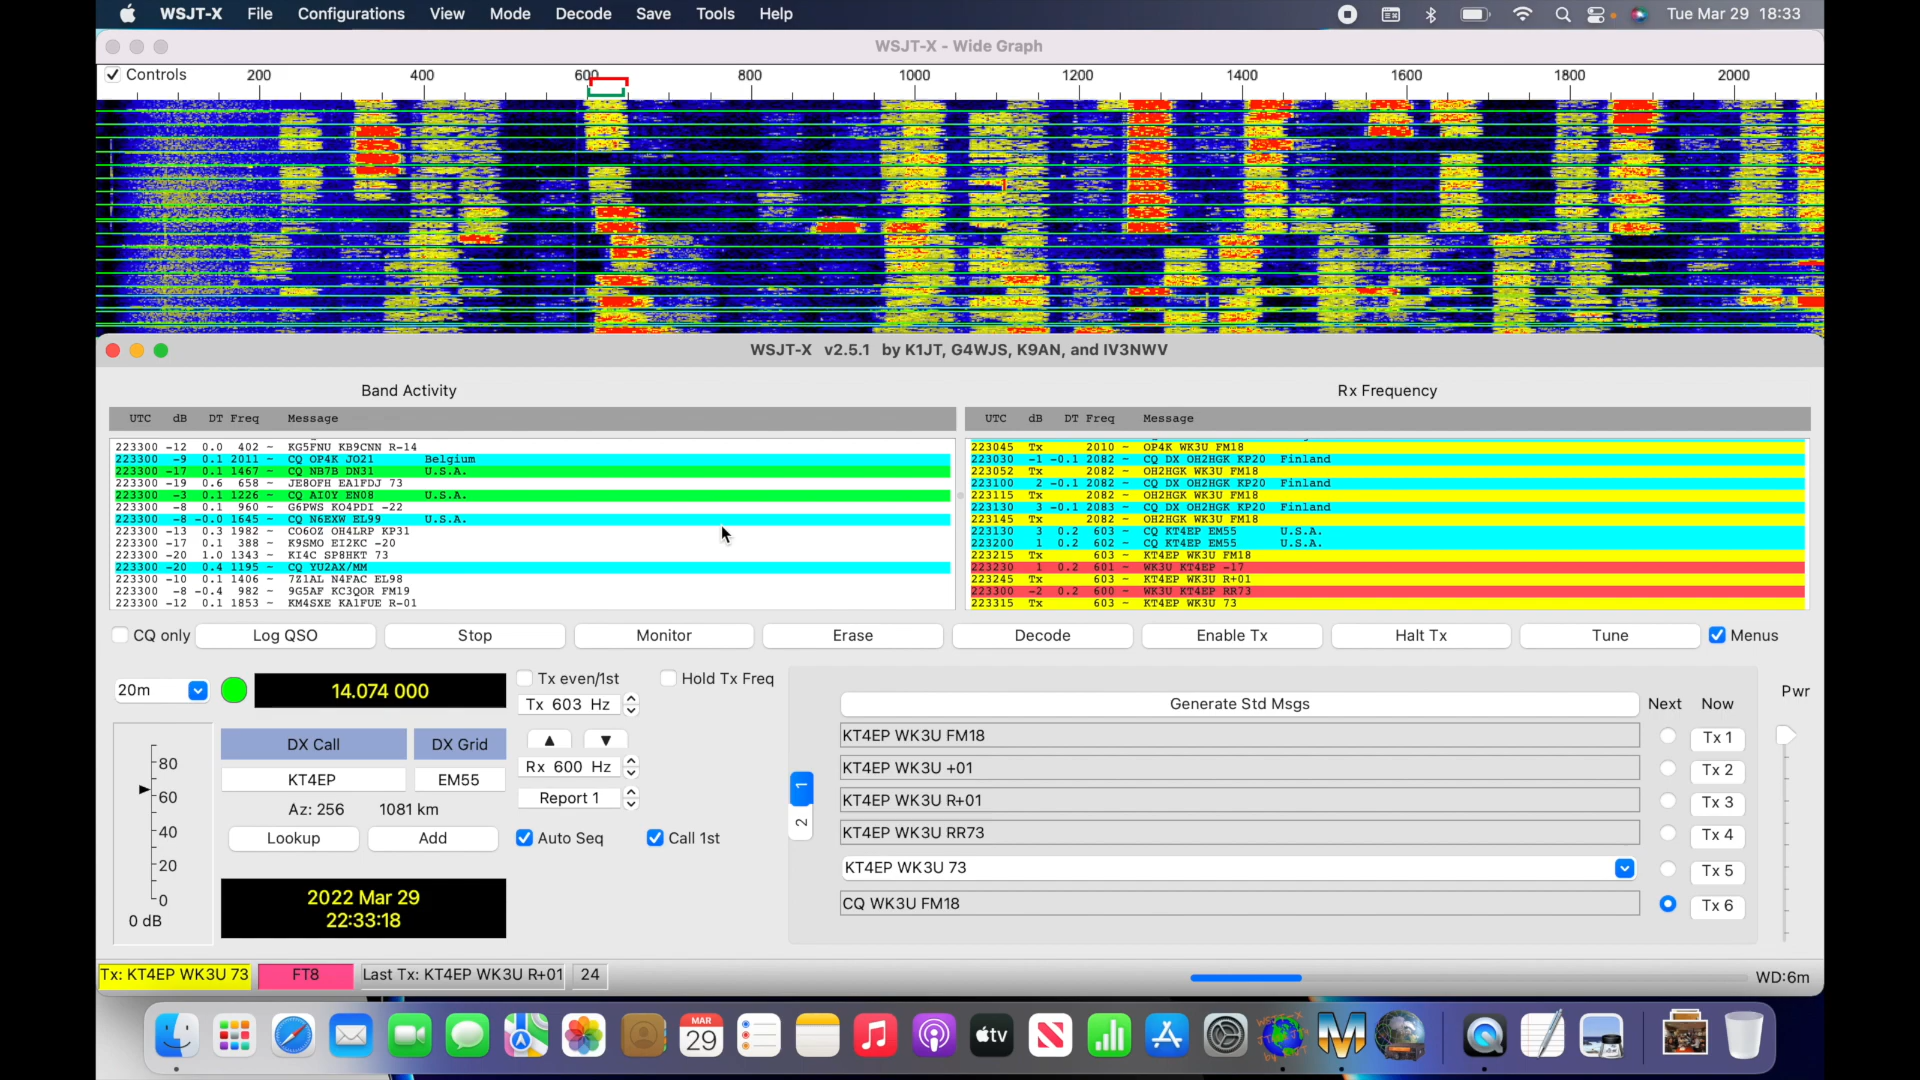 WSJT-X File Configurations View Mode Decode Save Tools Help Tue Mar 29 18:33
WSJT-X - Wide Graph
Controls 200 400 600 800 1000 1200 1400 1600 1800 2000
WSJT-X v2.5.1 by K1JT, G4WJS, K9AN, and IV3NWV
Band Activity
UTC dB DT Freq Message
223300 -12 0.0 402 ~ KG5FNU KB9CNN R-14
223300 -9 0.1 2011 ~ CQ OP4K JO21 Belgium
223300 -17 0.1 1467 ~ CQ NB7B DN31 U.S.A.
223300 -19 0.6 658 ~ JE8OFH EA1FDJ 73
223300 -3 0.1 1226 ~ CQ AI0Y EN08 U.S.A.
223300 -8 0.1 960 ~ G6PWS KO4PDI -22
223300 -8 -0.0 1645 ~ CQ N6EXW EL99 U.S.A.
223300 -13 0.3 1982 ~ CO6OZ OH4LRP KP31
223300 -17 0.1 388 ~ K9SMO EI2KC -20
223300 -20 1.0 1343 ~ KI4C SP8HKT 73
223300 -20 0.4 1195 ~ CQ YU2AX/MM
223300 -10 0.1 1406 ~ 7Z1AL N4FAC EL98
223300 -8 -0.4 982 ~ 9G5AF KC3QOR FM19
223300 -12 0.1 1853 ~ KM4SXE KA1FUE R-01
Rx Frequency
UTC dB DT Freq Message
223045 Tx 2010 ~ OP4K WK3U FM18
223030 -1 -0.1 2082 ~ CQ DX OH2HGK KP20 Finland
223052 Tx 2082 ~ OH2HGK WK3U FM18
223100 2 -0.1 2082 ~ CQ DX OH2HGK KP20 Finland
223115 Tx 2082 ~ OH2HGK WK3U FM18
223130 3 -0.1 2083 ~ CQ DX OH2HGK KP20 Finland
223145 Tx 2082 ~ OH2HGK WK3U FM18
223130 3 0.2 603 ~ CQ KT4EP EM55 U.S.A.
223200 1 0.2 602 ~ CQ KT4EP EM55 U.S.A.
223215 Tx 603 ~ KT4EP WK3U FM18
223230 1 0.2 601 ~ WK3U KT4EP -17
223245 Tx 603 ~ KT4EP WK3U R+01
223300 -2 0.2 600 ~ WK3U KT4EP RR73
223315 Tx 603 ~ KT4EP WK3U 73
CQ only Log QSO Stop Monitor Erase Decode Enable Tx Halt Tx Tune Menus
20m 14.074 000
Tx even/1st Hold Tx Freq
Tx 603 Hz
▲ ▼
Rx 600 Hz
Report 1
Auto Seq Call 1st
DX Call DX Grid
KT4EP EM55
Az: 256 1081 km
Lookup Add
80
60
40
20
0
0 dB
2022 Mar 29
22:33:18
1
2
Generate Std Msgs Next Now Pwr
KT4EP WK3U FM18 Tx 1
KT4EP WK3U +01 Tx 2
KT4EP WK3U R+01 Tx 3
KT4EP WK3U RR73 Tx 4
KT4EP WK3U 73 Tx 5
CQ WK3U FM18 Tx 6
Tx: KT4EP WK3U 73 FT8 Last Tx: KT4EP WK3U R+01 24 WD:6m
MAR
29
tv